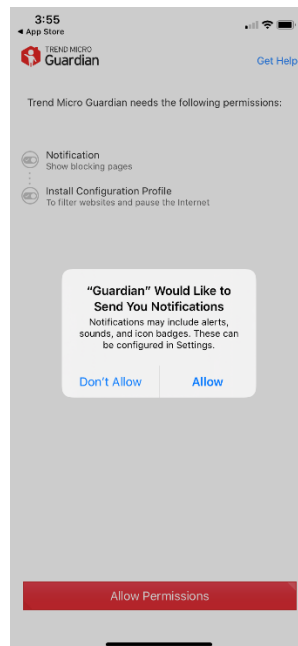 3:55
◀ App Store
TREND MICRO
Guardian
Get Help
Trend Micro Guardian needs the following permissions:
Notification
Show blocking pages
Install Configuration Profile
To filter websites and pause the Internet
“Guardian” Would Like to
Send You Notifications
Notifications may include alerts,
sounds, and icon badges. These can
be configured in Settings.
Don’t Allow
Allow
Allow Permissions